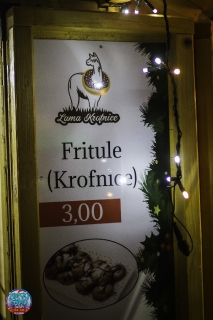 Lama Krofnice
Fritule
(Krofnice)
3,00